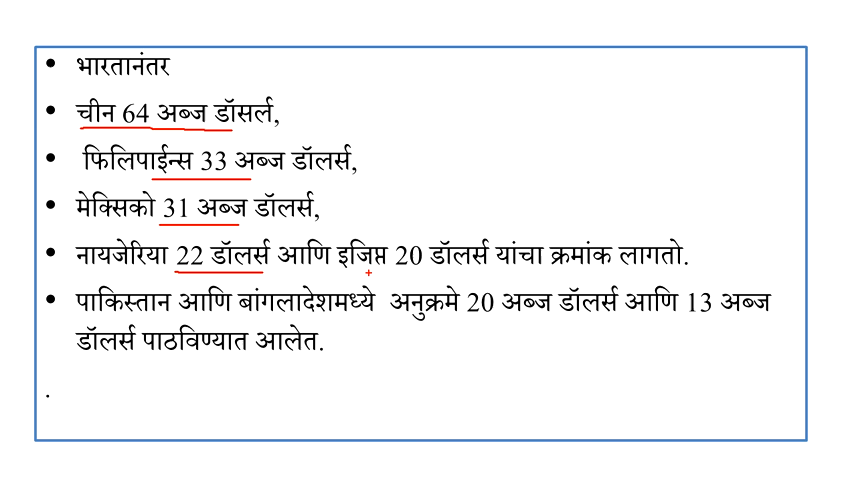 • भारतानंतर
• चीन 64 अब्ज डॉसर्ल,
• फिलिपाईन्स 33 अब्ज डॉलर्स,
• मेक्सिको 31 अब्ज डॉलर्स,
• नायजेरिया 22 डॉलर्स आणि इजिप्त 20 डॉलर्स यांचा क्रमांक लागतो.
• पाकिस्तान आणि बांगलादेशमध्ये अनुक्रमे 20 अब्ज डॉलर्स आणि 13 अब्ज
डॉलर्स पाठविण्यात आलेत.
.